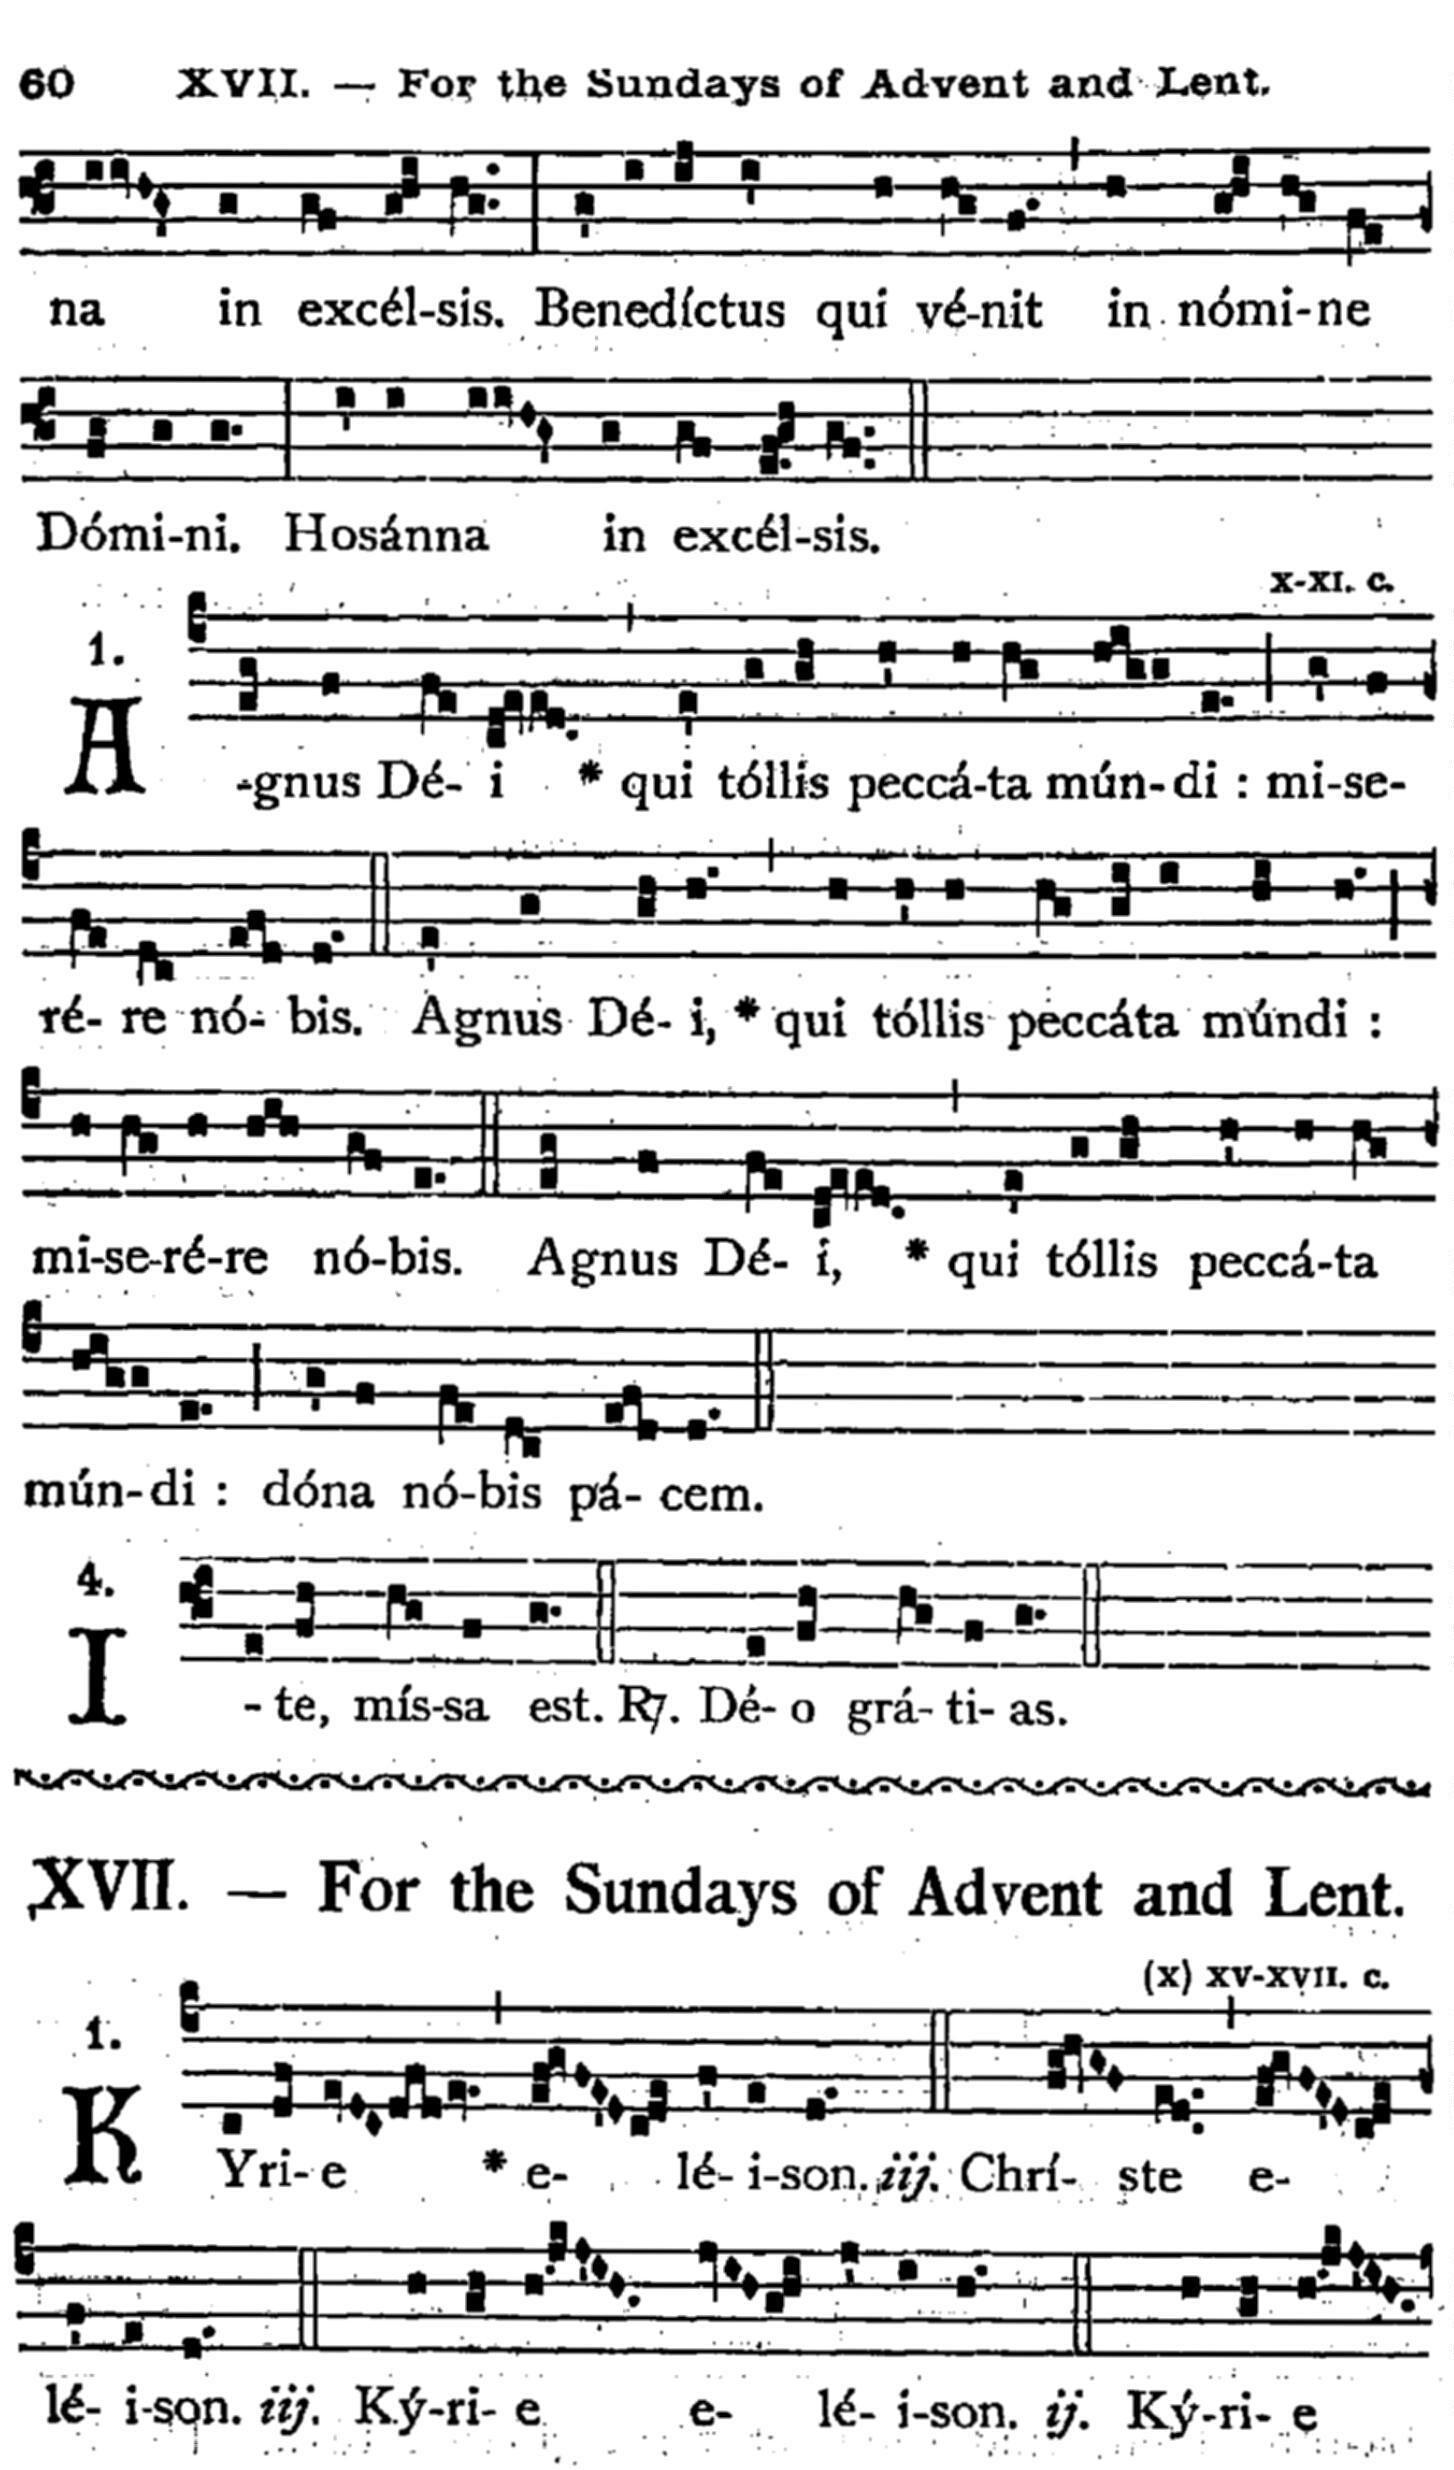 60 XVII. — For the Sundays of Advent and Lent.
na in excél-sis. Benedíctus qui vé-nit in nómi-ne
Dómi-ni. Hosánna in excél-sis.
X-XI. c.
1.
A -gnus Dé- i * qui tóllis peccá-ta mún-di : mi-se-
ré- re nó- bis. Agnus Dé- i, * qui tóllis peccáta múndi :
mi-se-ré-re nó-bis. Agnus Dé- i, * qui tóllis peccá-ta
mún-di : dóna nó-bis pá- cem.
4.
I - te, mís-sa est. ℟. Dé- o grá- ti- as.
XVII. — For the Sundays of Advent and Lent.
(X) XV-XVII. c.
1.
K Yri- e * e- lé- i-son. iij. Chrí- ste e-
lé- i-son. iij. Ký-ri- e e- lé- i-son. ij. Ký-ri- e